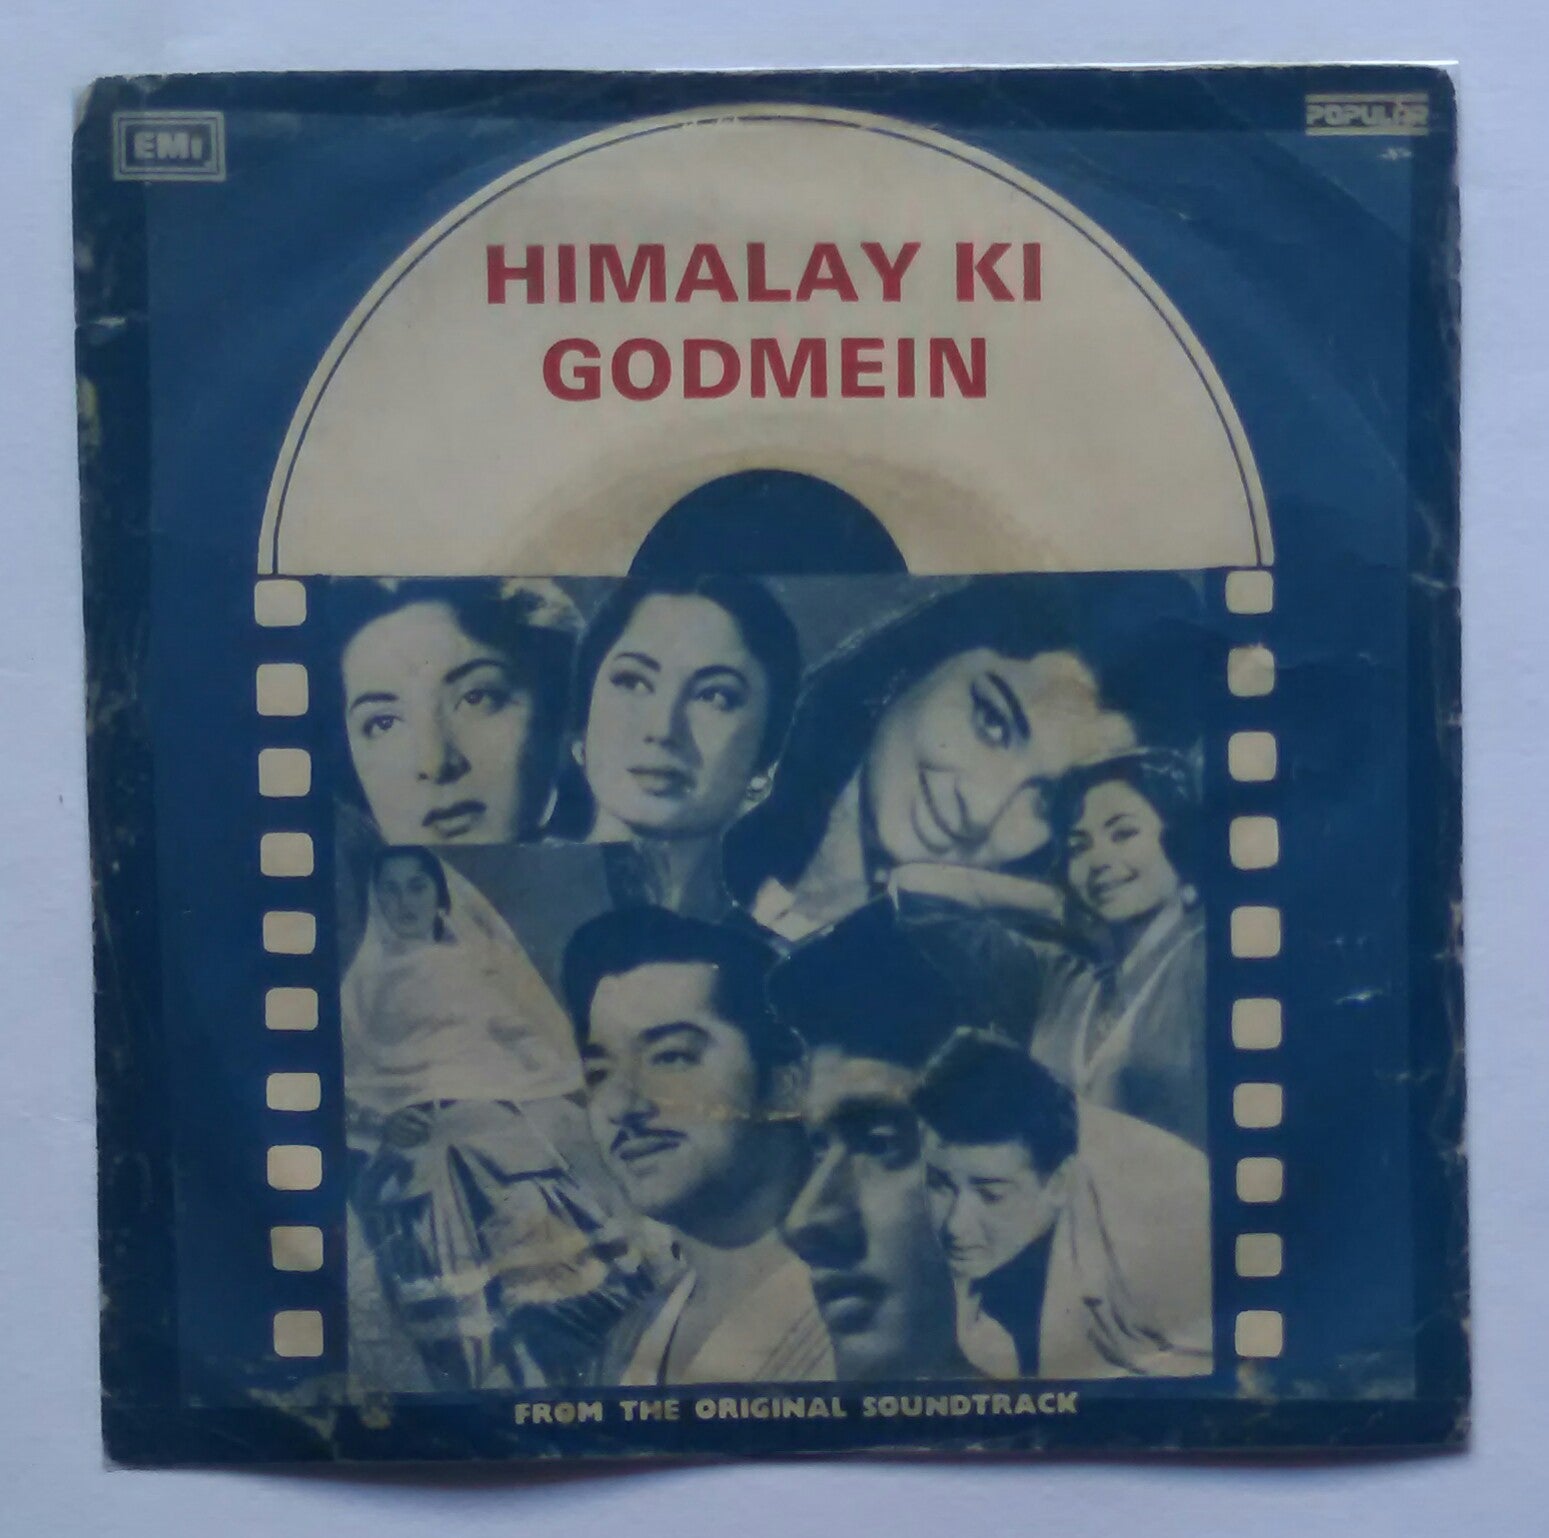 EMI
POPULAR
HIMALAY KI
GODMEIN
FROM THE ORIGINAL SOUNDTRACK